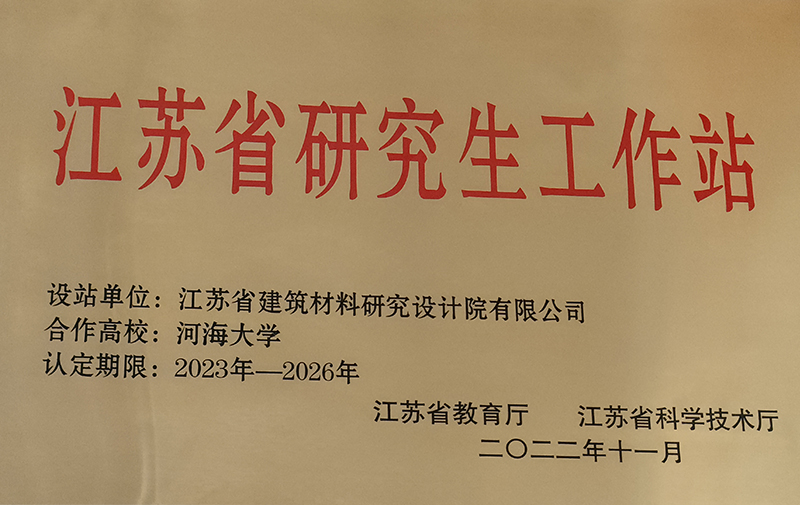 江苏省研究生工作站
设站单位：江苏省建筑材料研究设计院有限公司
合作高校：河海大学
认定期限：2023年—2026年
江苏省教育厅 江苏省科学技术厅
二〇二二年十一月